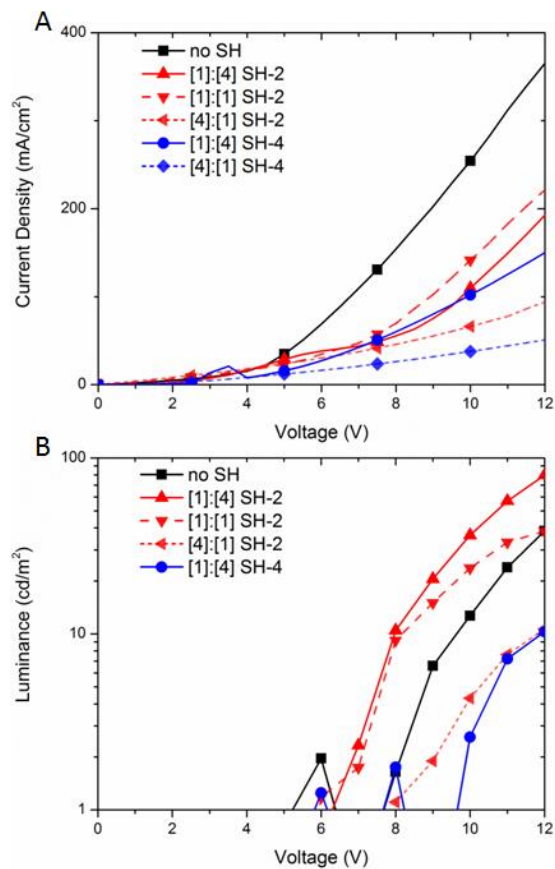 A
400
no SH
[1]:[4] SH-2
[1]:[1] SH-2
[4]:[1] SH-2
[1]:[4] SH-4
[4]:[1] SH-4
200
0
Current Density (mA/cm²)
0 2 4 6 8 10 12
Voltage (V)
B
100
no SH
[1]:[4] SH-2
[1]:[1] SH-2
[4]:[1] SH-2
[1]:[4] SH-4
10
1
Luminance (cd/m²)
0 2 4 6 8 10 12
Voltage (V)